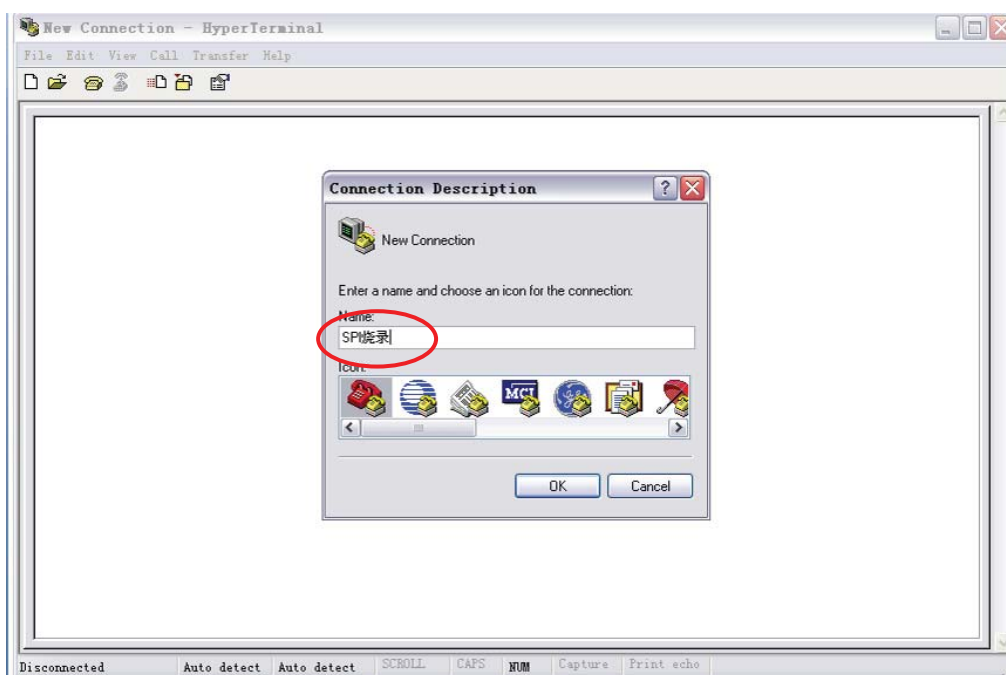 New Connection - HyperTerminal
File Edit View Call Transfer Help
Connection Description
New Connection
Enter a name and choose an icon for the connection:
Name:
SPI烧录
Icon:
MCI
OK Cancel
Disconnected Auto detect Auto detect SCROLL CAPS NUM Capture Print echo